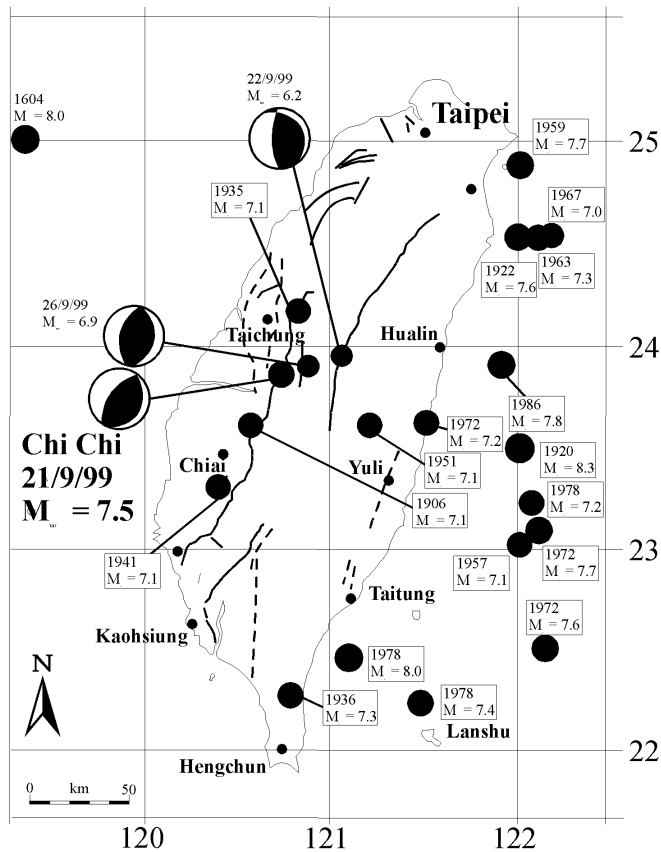 22/9/99
M = 6.2
1604
M = 8.0
Taipei
1959
M = 7.7
25
1935
M = 7.1
1967
M = 7.0
1922
M = 7.6
1963
M = 7.3
26/9/99
M = 6.9
Taichung
Hualin
24
1986
M = 7.8
Chi Chi
21/9/99
M = 7.5
1972
M = 7.2
1920
M = 8.3
Chiai
1951
M = 7.1
Yuli
1978
M = 7.2
1906
M = 7.1
23
1941
M = 7.1
1957
M = 7.1
1972
M = 7.7
Taitung
1972
M = 7.6
Kaohsiung
N
1978
M = 8.0
1936
M = 7.3
1978
M = 7.4
Lanshu
22
Hengchun
0 km 50
120 121 122